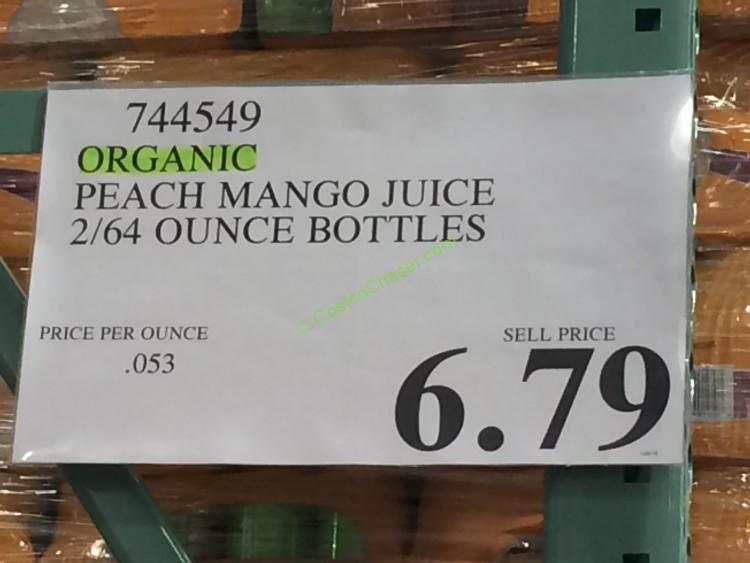 744549
ORGANIC
PEACH MANGO JUICE
2/64 OUNCE BOTTLES
© CostcoChaser.com
PRICE PER OUNCE
.053
SELL PRICE
6.79